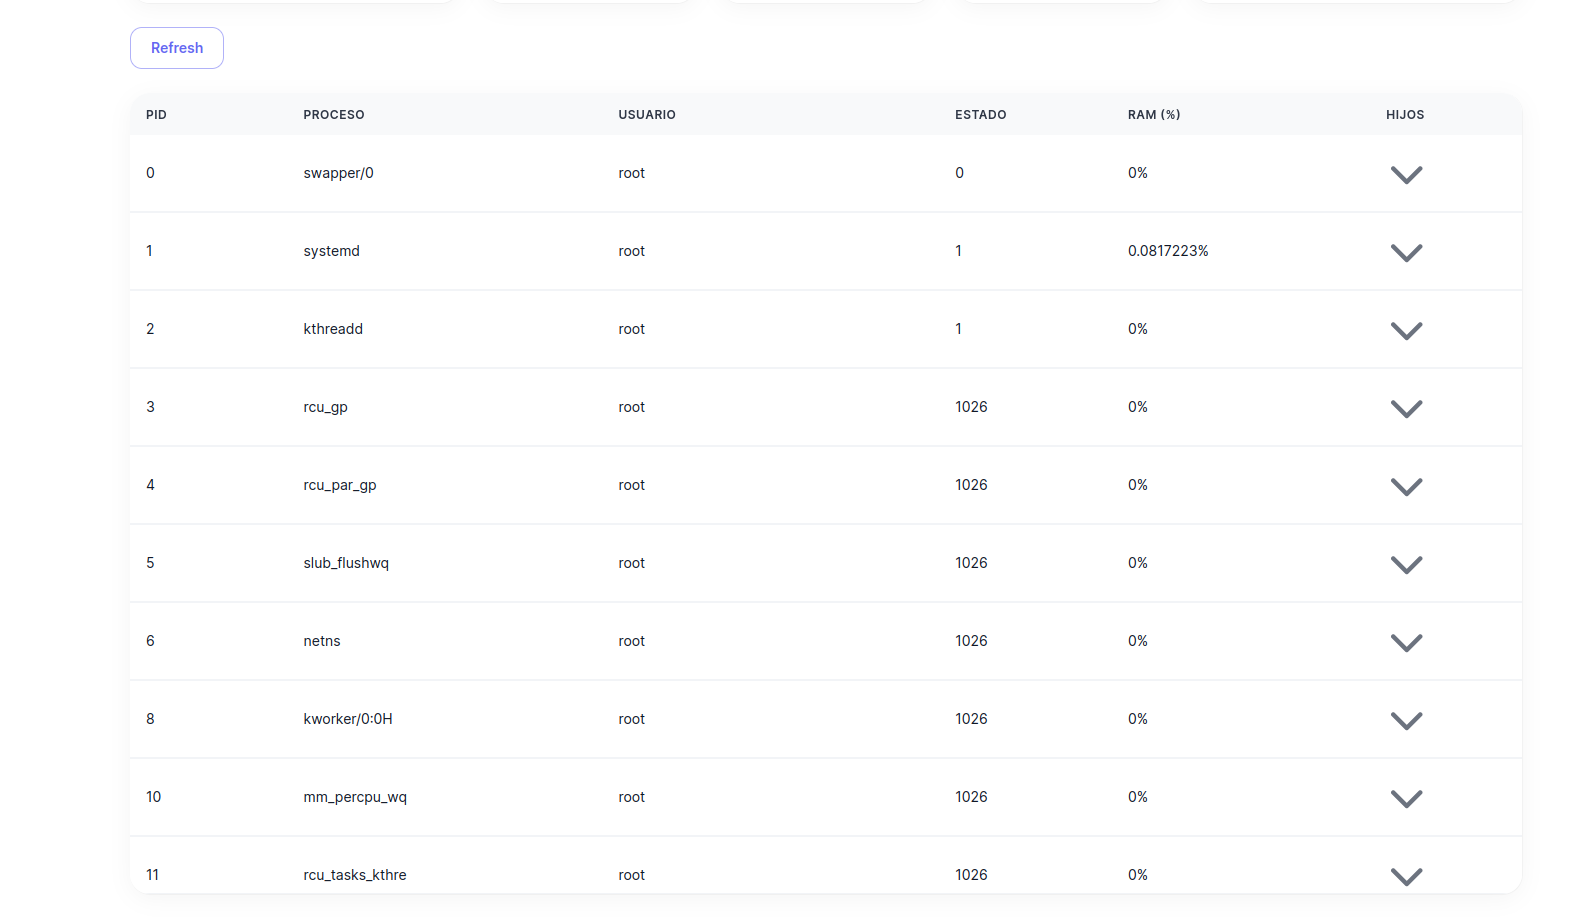 Refresh
PID PROCESO USUARIO ESTADO RAM (%) HIJOS
0 swapper/0 root 0 0%
1 systemd root 1 0.0817223%
2 kthreadd root 1 0%
3 rcu_gp root 1026 0%
4 rcu_par_gp root 1026 0%
5 slub_flushwq root 1026 0%
6 netns root 1026 0%
8 kworker/0:0H root 1026 0%
10 mm_percpu_wq root 1026 0%
11 rcu_tasks_kthre root 1026 0%